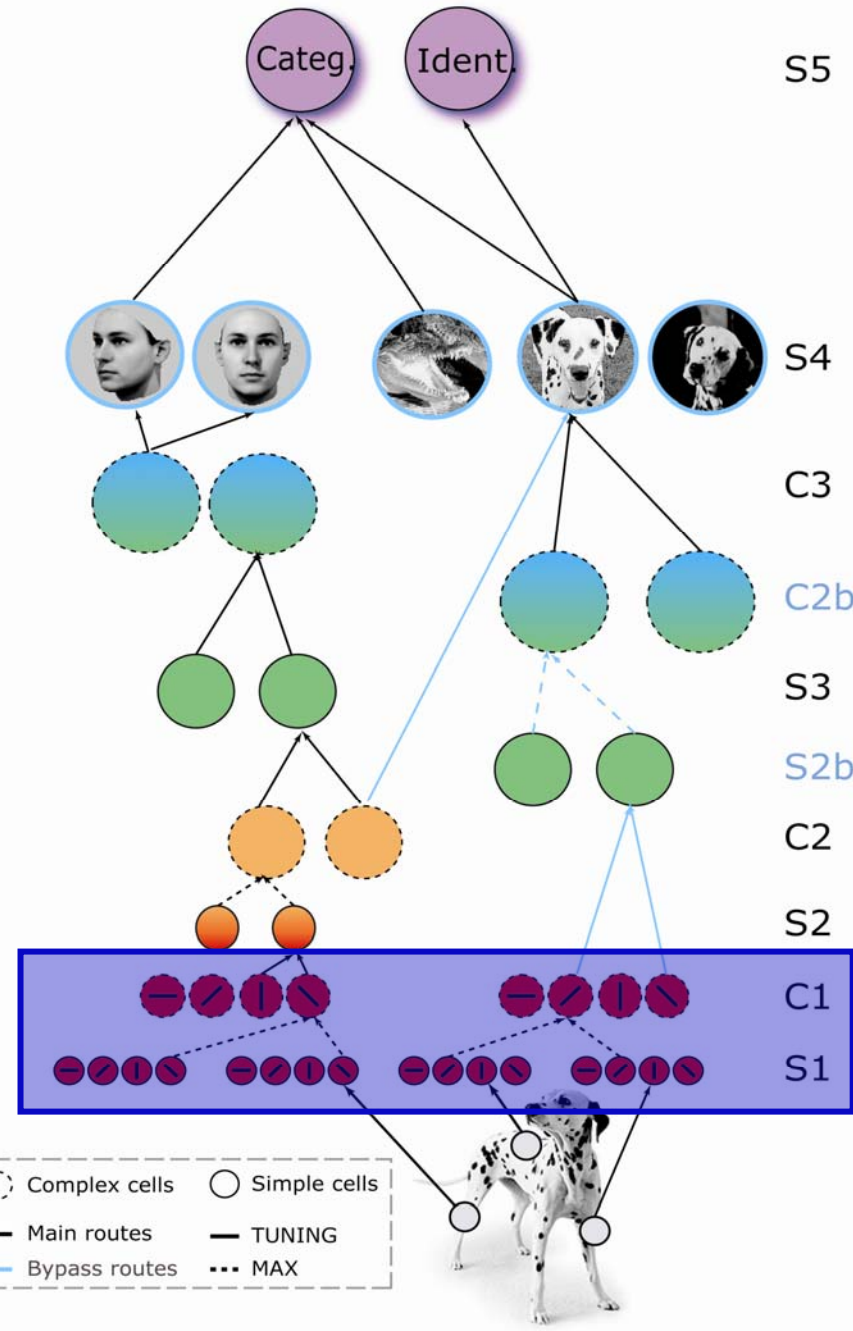 Categ.
Ident.
S5
S4
C3
C2b
S3
S2b
C2
S2
C1
S1
Complex cells
Simple cells
Main routes
TUNING
Bypass routes
MAX